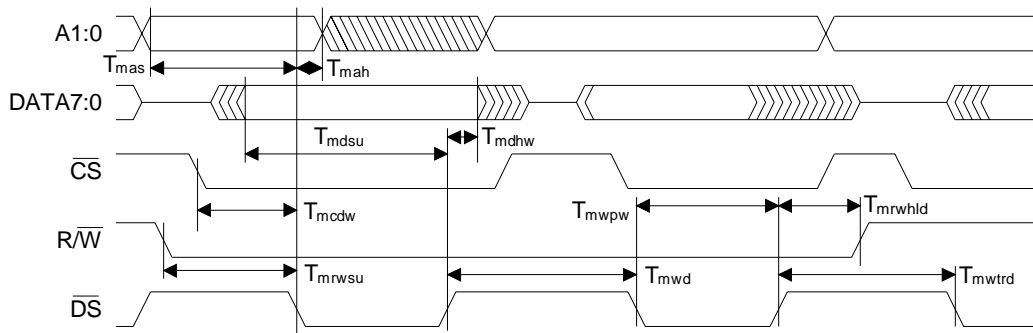 A1:0
Tmas
Tmah
DATA7:0
Tmdsu
Tmdhw
CS
Tmcdw
Tmwpw
Tmrwhld
R/W
Tmrwsu
Tmwd
Tmwtrd
DS